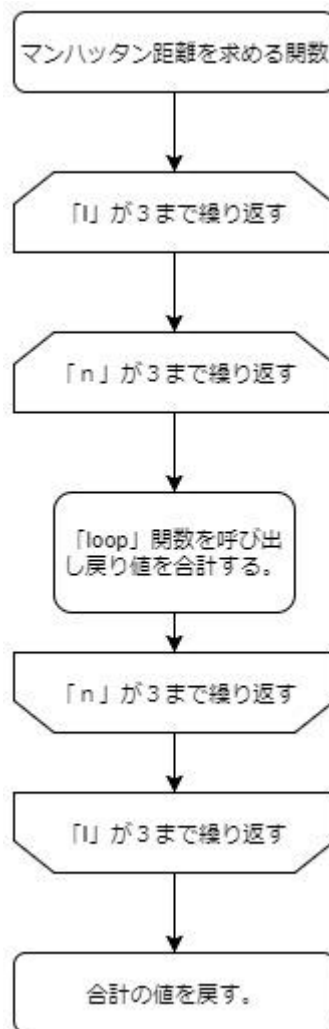 マンハッタン距離を求める関数
「l」が３まで繰り返す
「ｎ」が３まで繰り返す
「loop」関数を呼び出
し戻り値を合計する。
「ｎ」が３まで繰り返す
「l」が３まで繰り返す
合計の値を戻す。